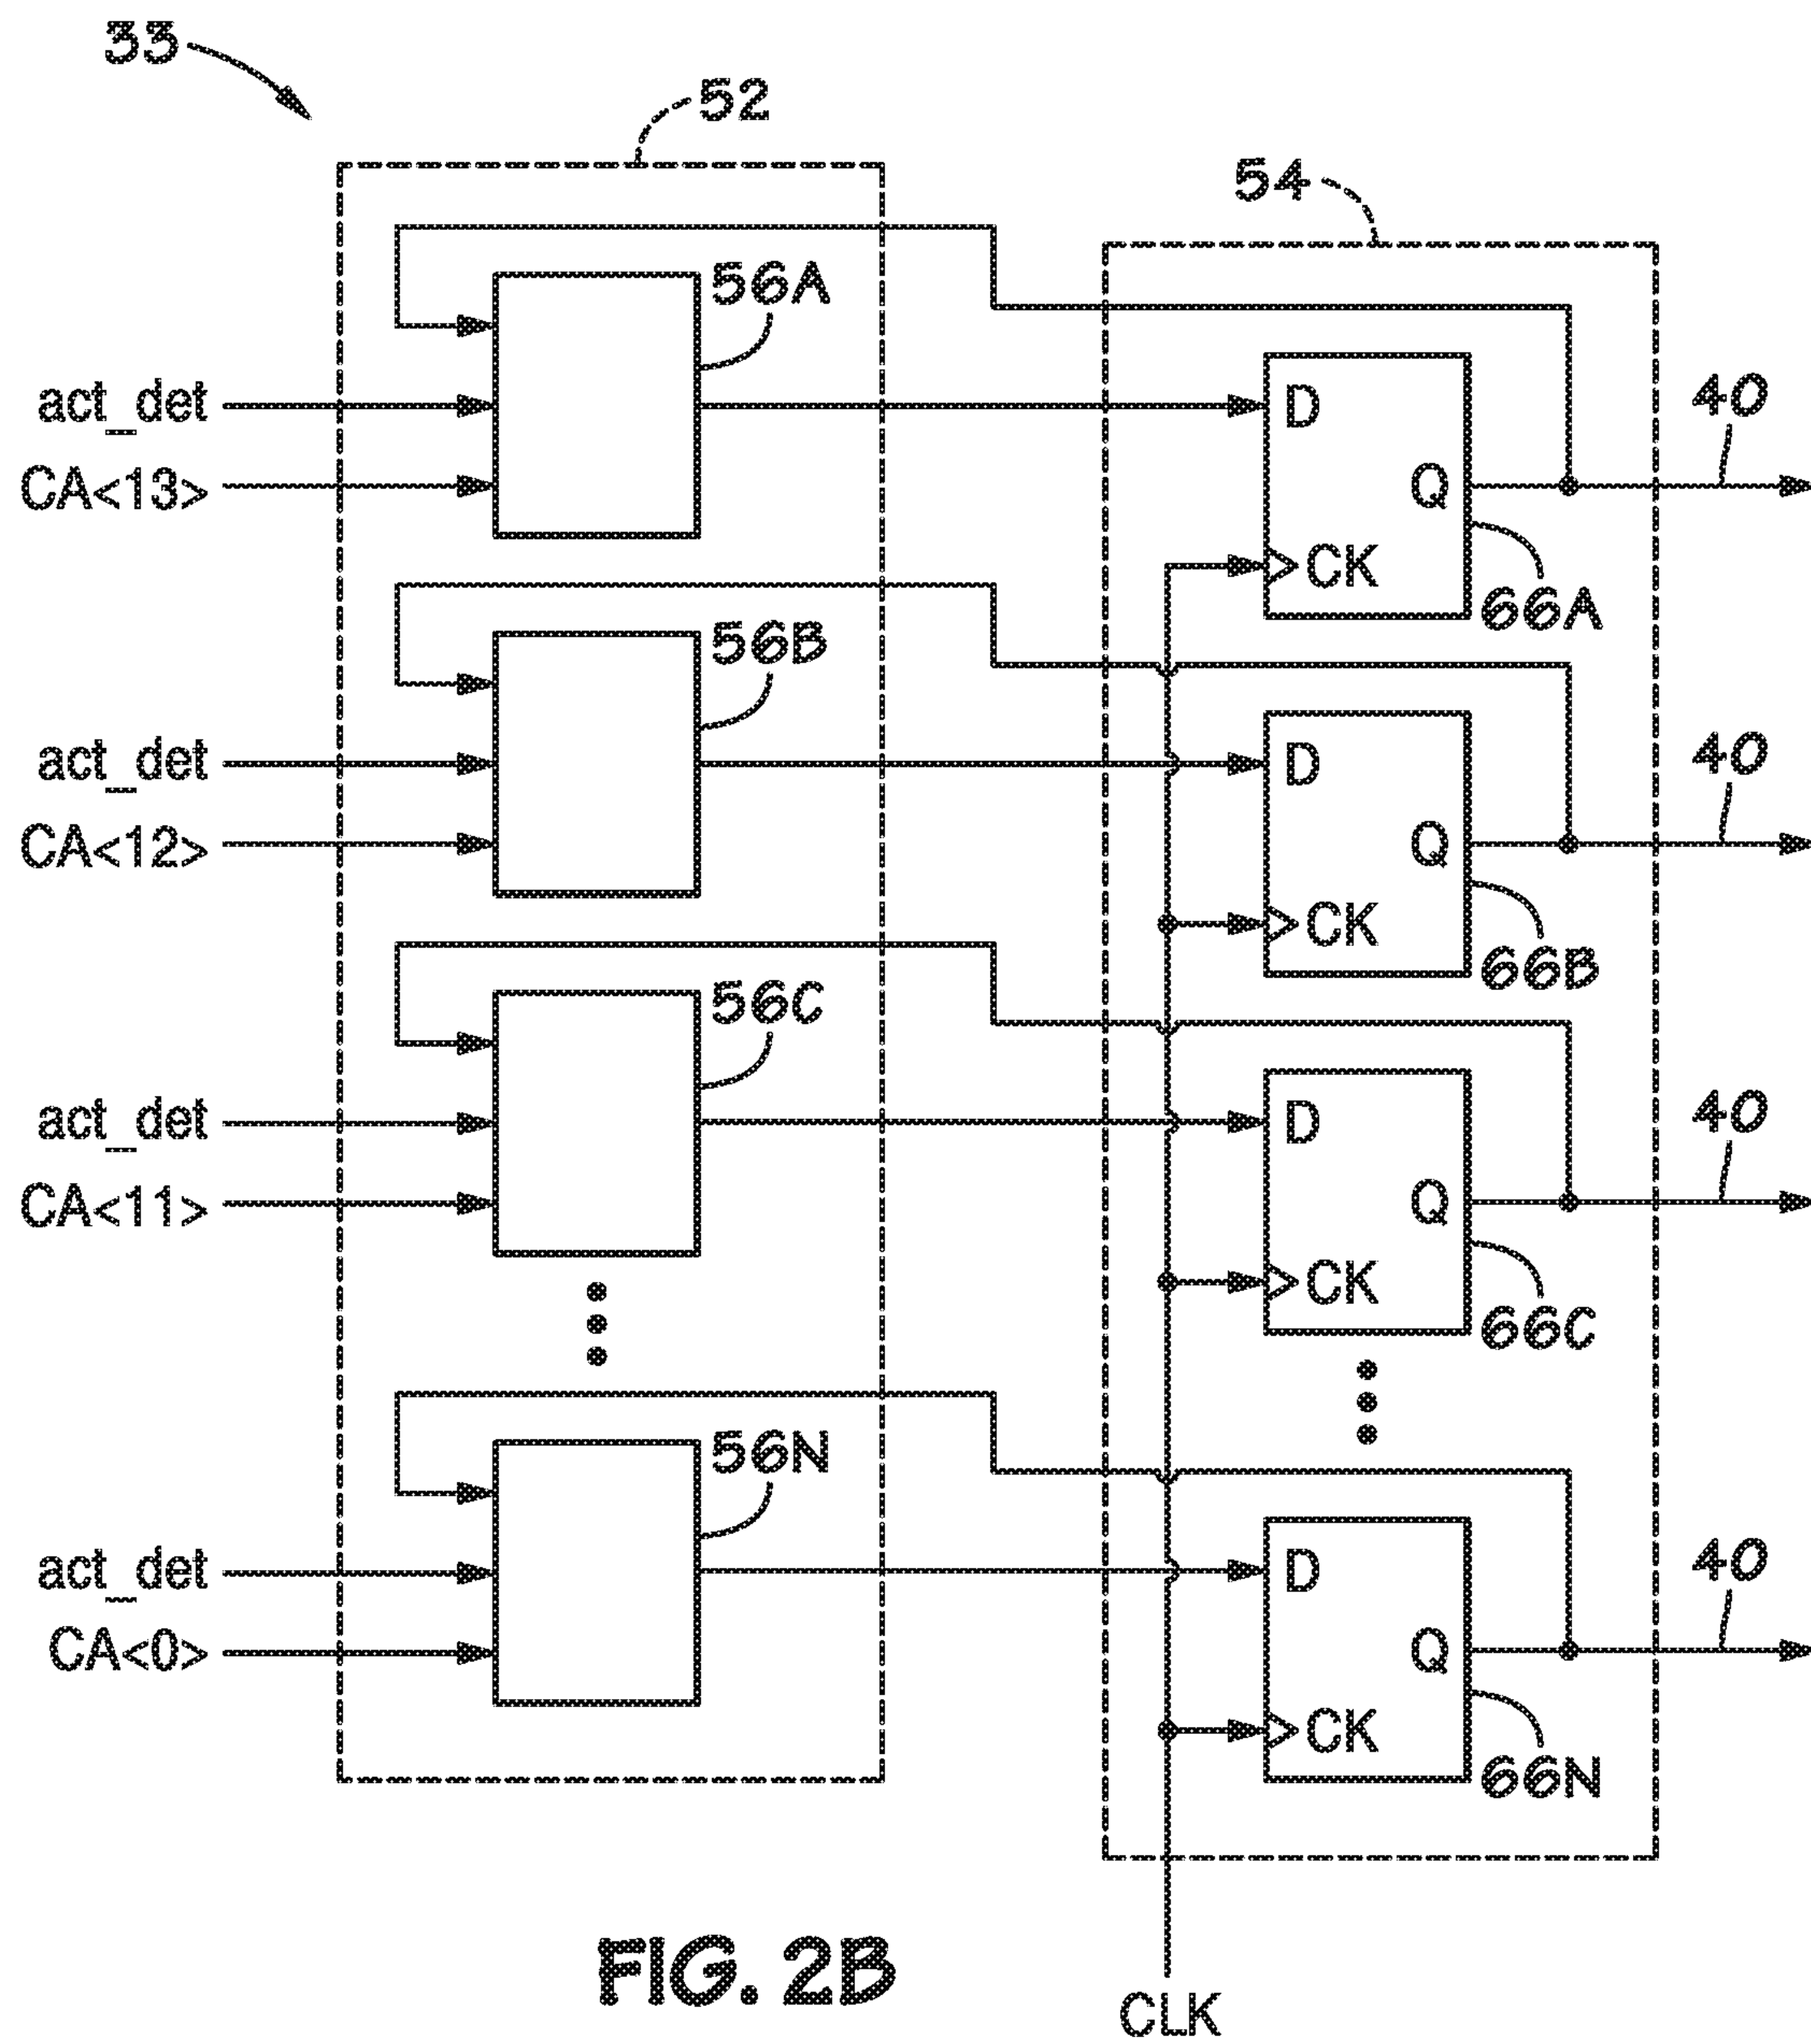 33
52
54
56A
act_det
CA<13>
D
Q
CK
40
66A
56B
act_det
CA<12>
D
Q
CK
40
66B
56C
act_det
CA<11>
D
Q
CK
40
66C
56N
act_det
CA<0>
D
Q
CK
40
66N
FIG. 2B
CLK